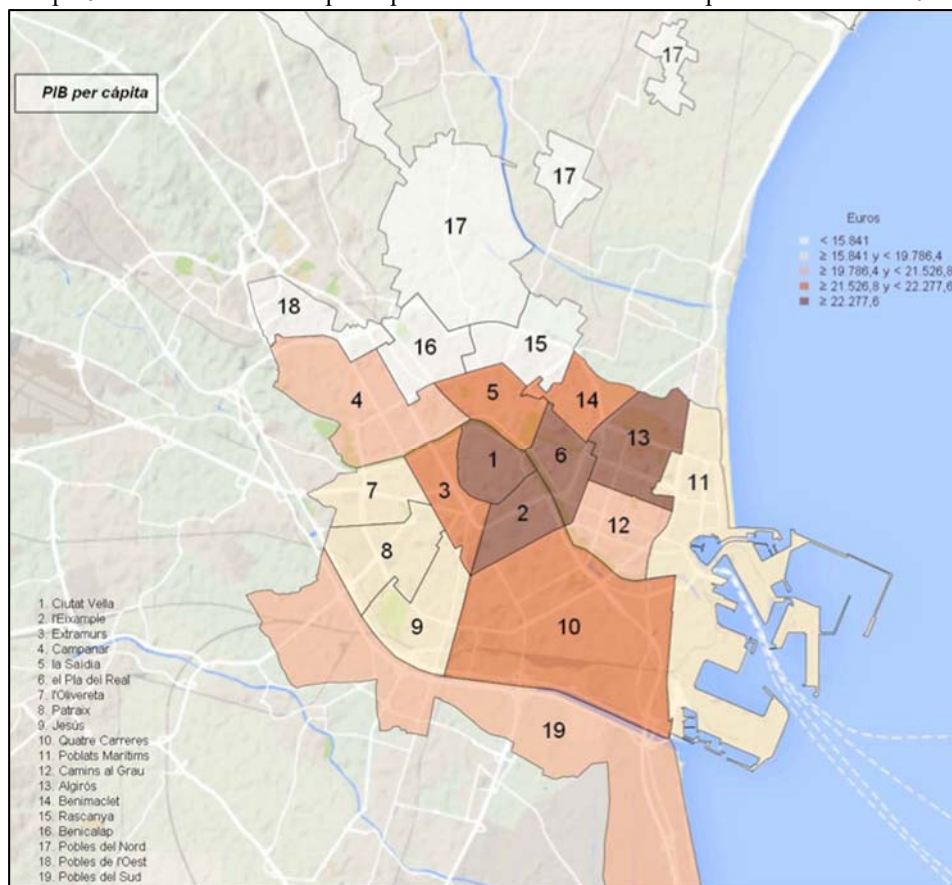 PIB per cápita
17
17
17
18
16
15
4
5
14
13
1
6
11
3
7
2
12
8
9
10
19
Euros
< 15.841
≥ 15.841 y < 19.786,4
≥ 19.786,4 y < 21.526,8
≥ 21.526,8 y < 22.277,6
≥ 22.277,6
1. Ciutat Vella
2. l'Eixample
3. Extramurs
4. Campanar
5. la Saïdia
6. el Pla del Real
7. l'Olivereta
8. Patraix
9. Jesús
10. Quatre Carreres
11. Poblats Marítims
12. Camins al Grau
13. Algirós
14. Benimaclet
15. Rascanya
16. Benicalap
17. Pobles del Nord
18. Pobles de l'Oest
19. Pobles del Sud